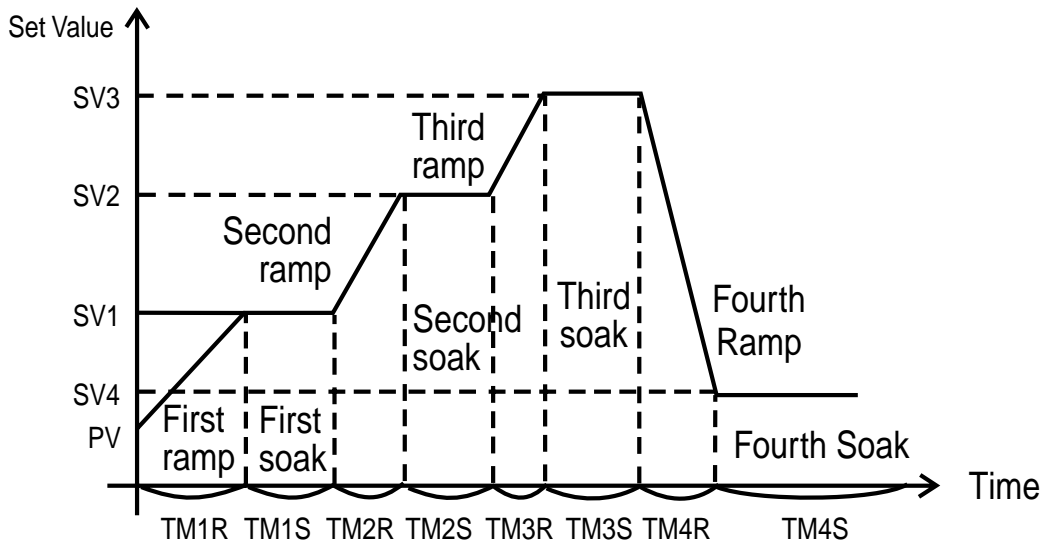 Set Value
SV3
Third
ramp
SV2
Second
ramp
SV1
Second
soak
Third
soak
Fourth
Ramp
SV4
PV
First
ramp
First
soak
Fourth Soak
Time
TM1R TM1S TM2R TM2S TM3R TM3S TM4R TM4S